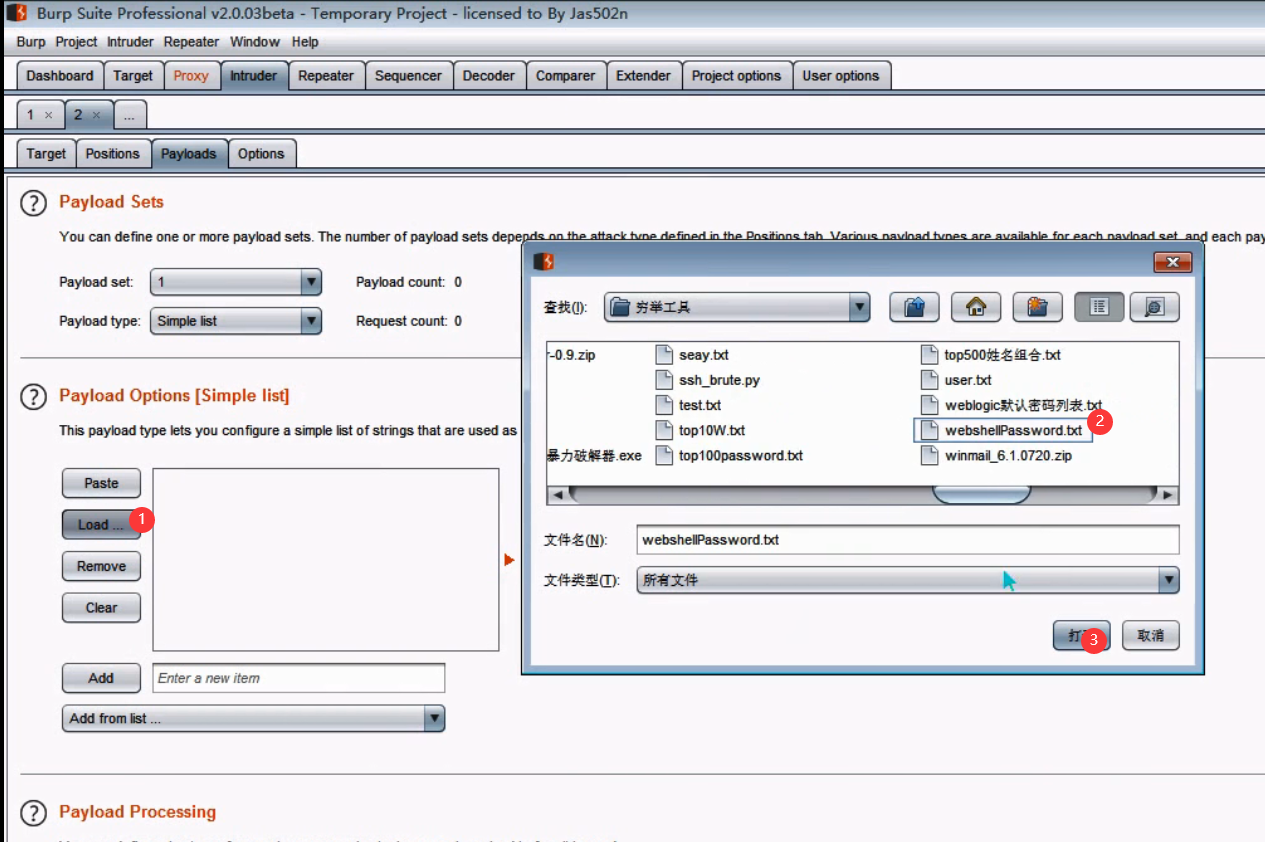 Burp Suite Professional v2.0.03beta - Temporary Project - licensed to By Jas502n
Burp Project Intruder Repeater Window Help
Dashboard Target Proxy Intruder Repeater Sequencer Decoder Comparer Extender Project options User options
1 × 2 × ...
Target Positions Payloads Options
? Payload Sets
You can define one or more payload sets. The number of payload sets depends on the attack type defined in the Positions tab. Various payload types are available for each payload set, and each pay
Payload set: 1 Payload count: 0
Payload type: Simple list Request count: 0
? Payload Options [Simple list]
This payload type lets you configure a simple list of strings that are used as
Paste
Load ... 1
Remove
Clear
Add Enter a new item
Add from list ...
? Payload Processing
查找(I): 穷举工具
r-0.9.zip seay.txt top500姓名组合.txt
ssh_brute.py user.txt
test.txt weblogic默认密码列表.txt
top10W.txt webshellPassword.txt 2
暴力破解器.exe top100password.txt winmail_6.1.0720.zip
文件名(N): webshellPassword.txt
文件类型(T): 所有文件
打 3 取消